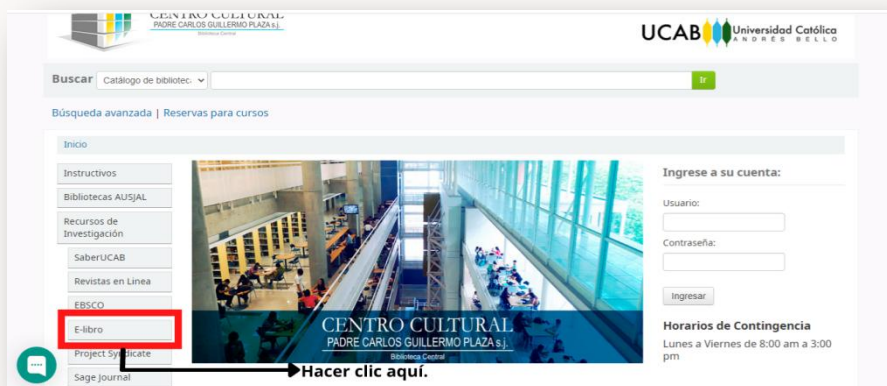 CENTRO CULTURAL
PADRE CARLOS GUILLERMO PLAZA s.j.
Biblioteca Central
UCAB Universidad Católica
ANDRÉS BELLO
Buscar Catálogo de bibliotec Ir
Búsqueda avanzada | Reservas para cursos
Inicio
Instructivos
Bibliotecas AUSJAL
Recursos de
Investigación
SaberUCAB
Revistas en Linea
EBSCO
E-libro
Project Syndicate
Sage Journal
CENTRO CULTURAL
PADRE CARLOS GUILLERMO PLAZA s.j.
Biblioteca Central
Hacer clic aquí.
Ingrese a su cuenta:
Usuario:
Contraseña:
Ingresar
Horarios de Contingencia
Lunes a Viernes de 8:00 am a 3:00
pm